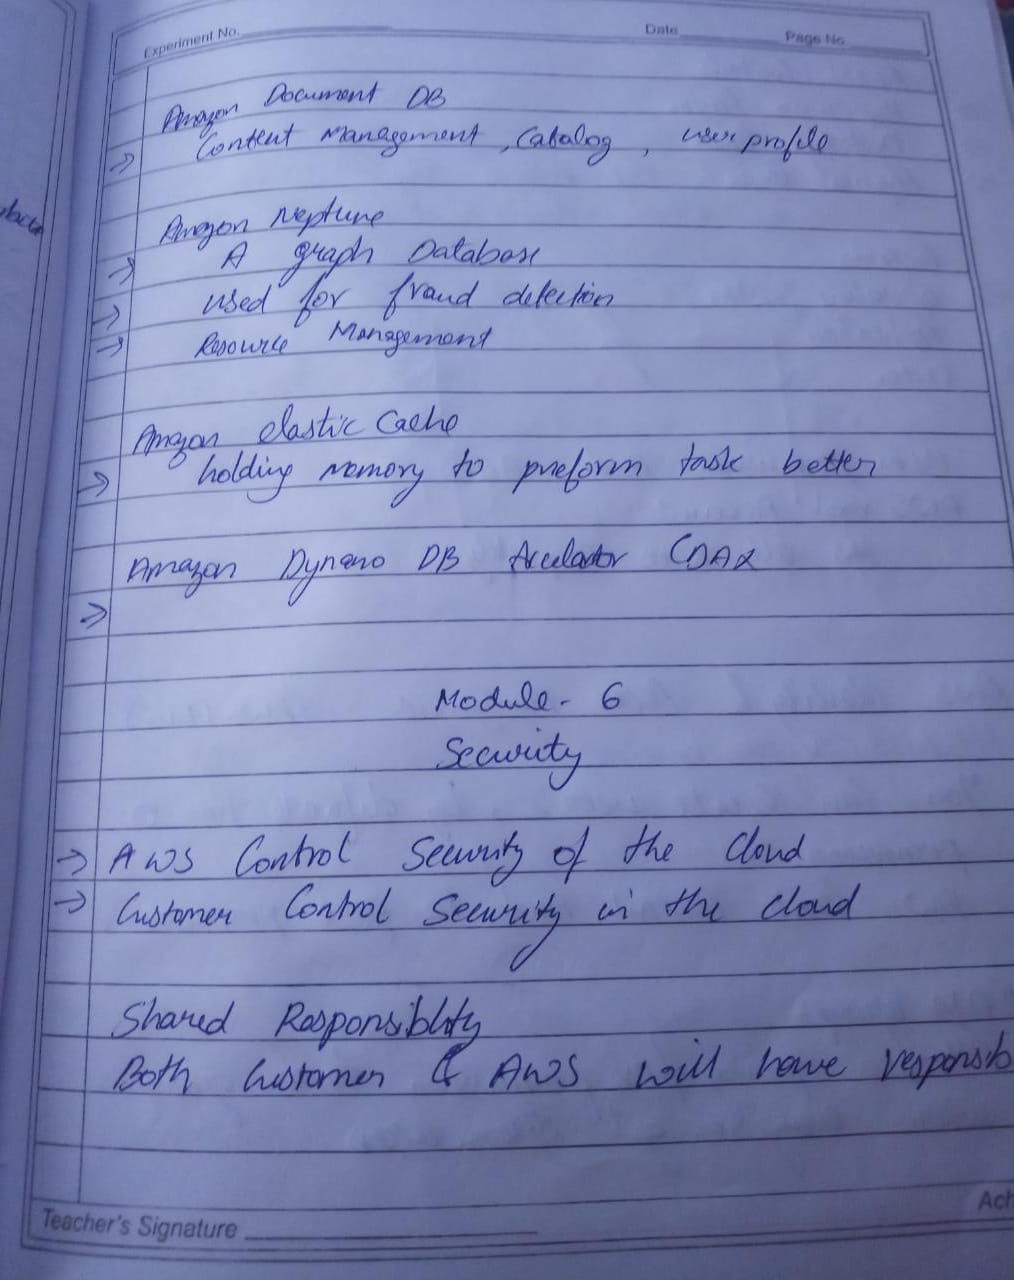 Experiment No.
Date
Page No.
Amazon Document DB
→ Content Management, Catalog, user profile
Amazon Neptune
→ A graph Database
→ used for fraud detection
→ Resource Management
Amazon elastic Cache
→ holding memory to preform task better
Amazon Dynamo DB (DAX
→
Module - 6
Security
→ AWS Control Security of the Cloud
→ Customer Control Security in the cloud
Shared Responsiblity
Both Customer & AWS will have responsib
Teacher's Signature